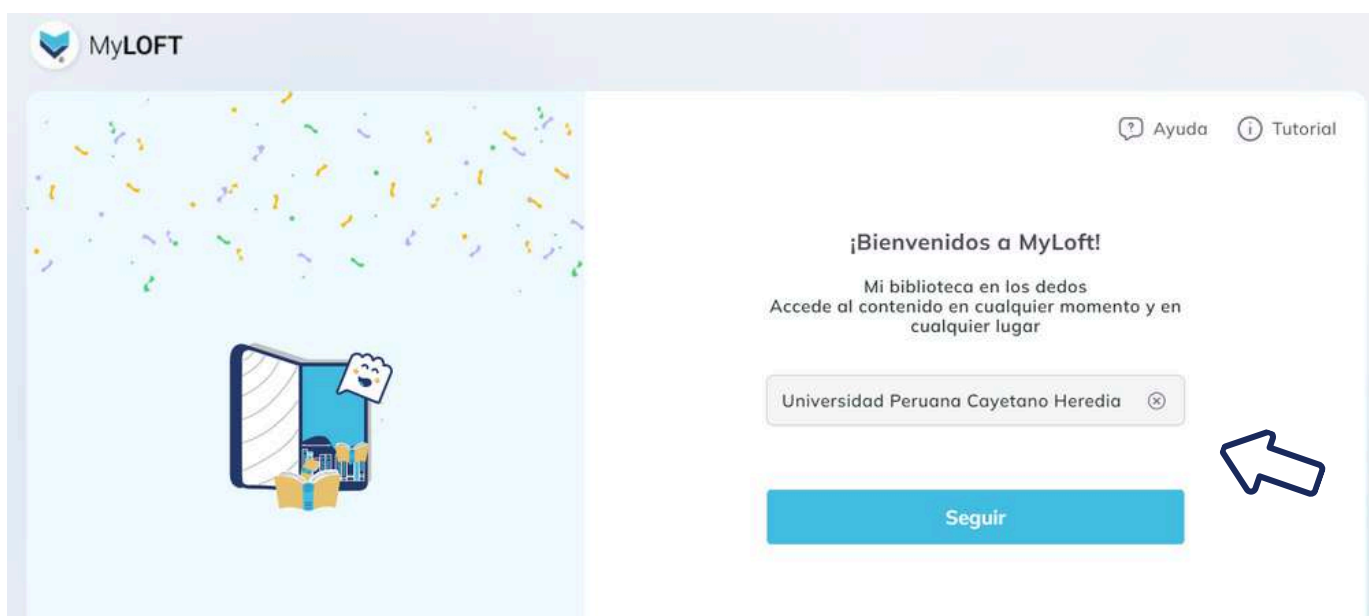 MyLOFT
Ayuda
Tutorial
¡Bienvenidos a MyLoft!
Mi biblioteca en los dedos
Accede al contenido en cualquier momento y en
cualquier lugar
Universidad Peruana Cayetano Heredia
Seguir